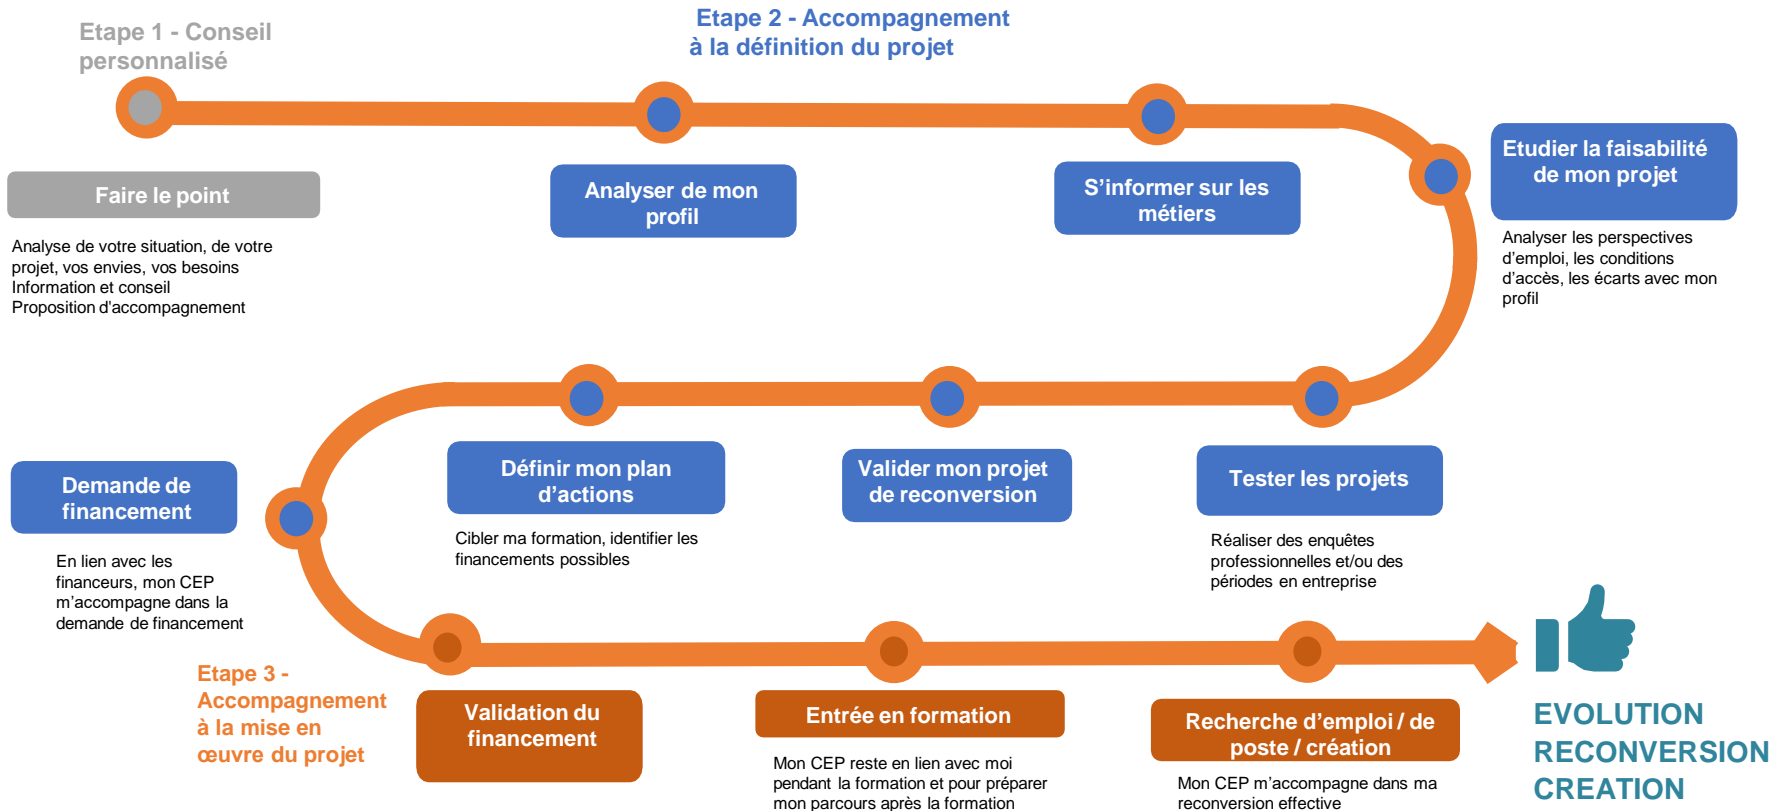 Etape 1 - Conseil
personnalisé
Etape 2 - Accompagnement
à la définition du projet
Faire le point
Analyse de votre situation, de votre
projet, vos envies, vos besoins
Information et conseil
Proposition d'accompagnement
Analyser de mon
profil
S’informer sur les
métiers
Etudier la faisabilité
de mon projet
Analyser les perspectives
d’emploi, les conditions
d’accès, les écarts avec mon
profil
Tester les projets
Réaliser des enquêtes
professionnelles et/ou des
périodes en entreprise
Valider mon projet
de reconversion
Définir mon plan
d’actions
Cibler ma formation, identifier les
financements possibles
Demande de
financement
En lien avec les
financeurs, mon CEP
m’accompagne dans la
demande de financement
Etape 3 -
Accompagnement
à la mise en
œuvre du projet
Validation du
financement
Entrée en formation
Mon CEP reste en lien avec moi
pendant la formation et pour préparer
mon parcours après la formation
Recherche d’emploi / de
poste / création
Mon CEP m’accompagne dans ma
reconversion effective
EVOLUTION
RECONVERSION
CREATION